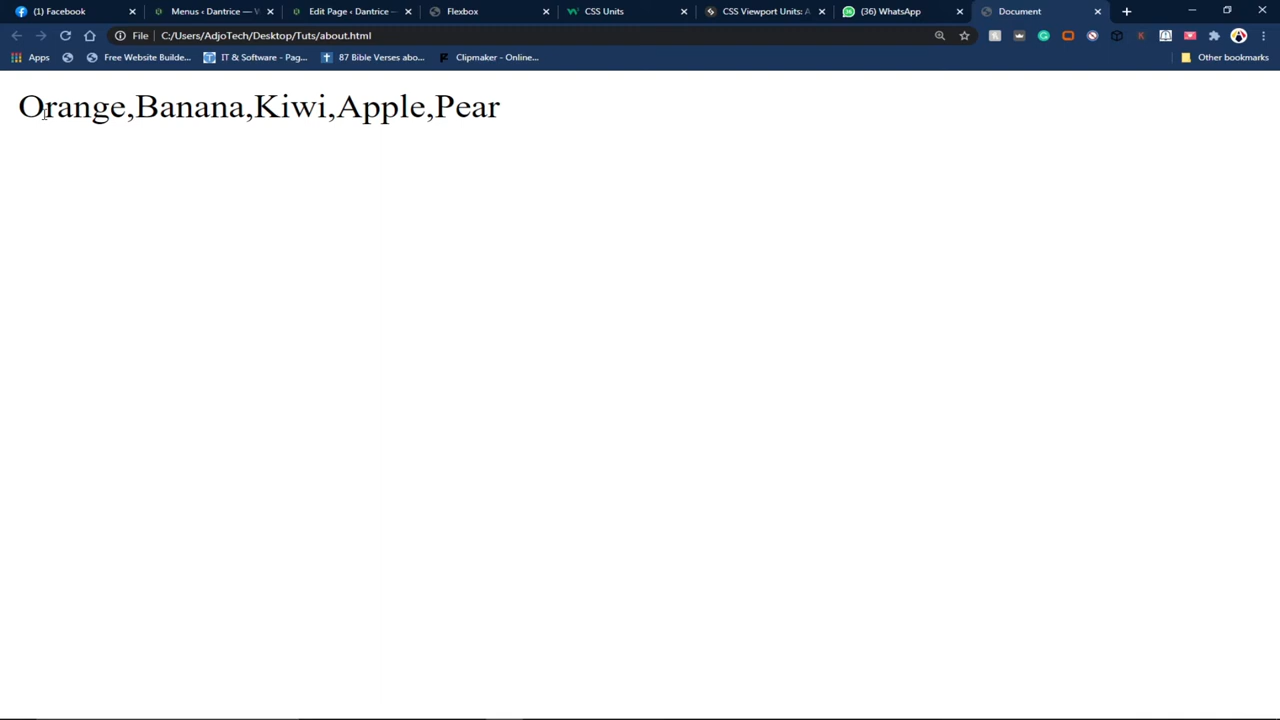 (1) Facebook
Menus ‹ Dantrice — W
Edit Page ‹ Dantrice —
Flexbox
CSS Units
CSS Viewport Units: A
(36) WhatsApp
Document
File
C:/Users/AdjoTech/Desktop/Tuts/about.html
Apps
Free Website Builde...
IT & Software - Pag...
87 Bible Verses abo...
Clipmaker - Online...
Other bookmarks
Orange,Banana,Kiwi,Apple,Pear